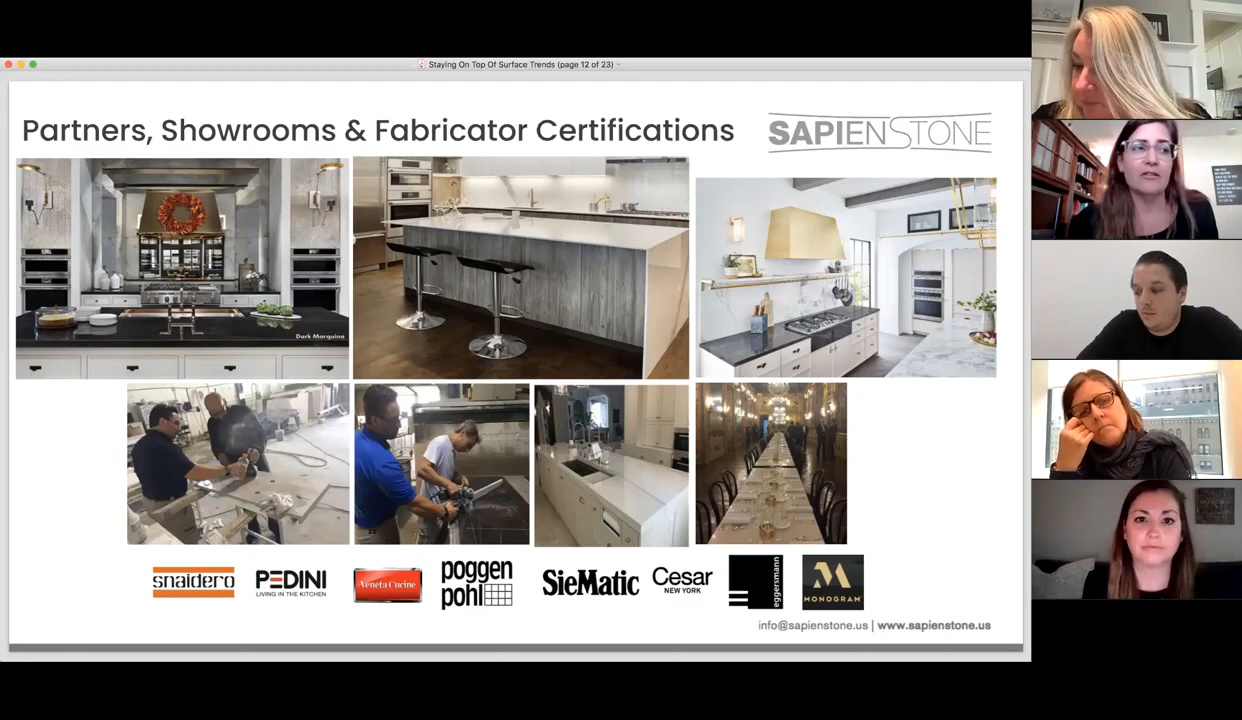 Staying On Top Of Surface Trends (page 12 of 23)
Partners, Showrooms & Fabricator Certifications
SAPIENSTONE
Dark Marquina
snaidero
PEDINI
LIVING IN THE KITCHEN
Veneta Cucine
poggen
pohl
SieMatic
Cesar
NEW YORK
eggersmann
MONOGRAM
info@sapienstone.us | www.sapienstone.us